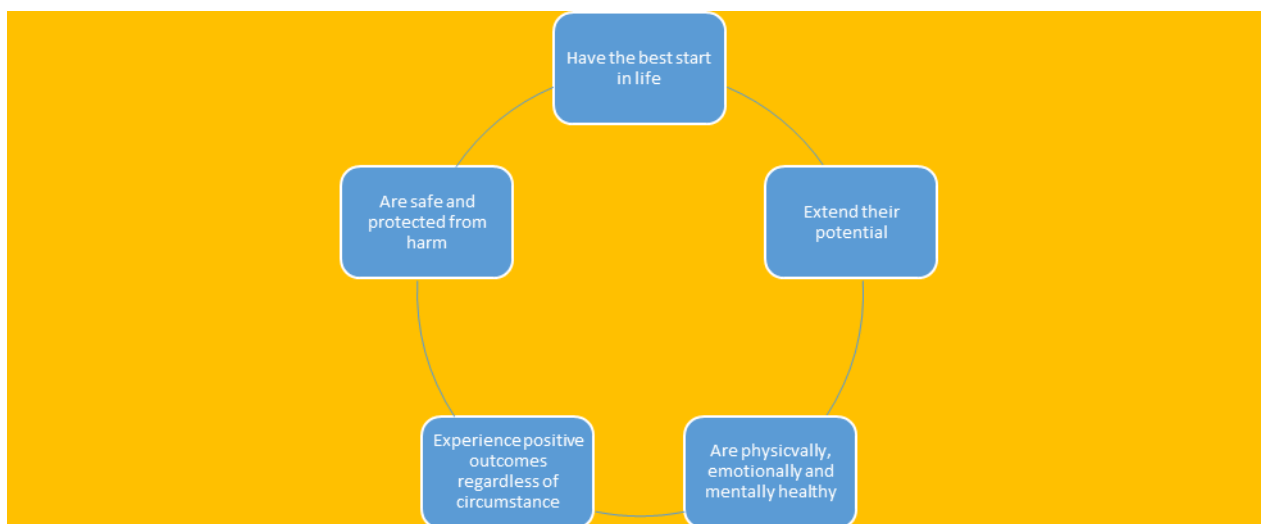 Have the best start
in life
Extend their
potential
Are physicvally,
emotionally and
mentally healthy
Experience positive
outcomes
regardless of
circumstance
Are safe and
protected from
harm